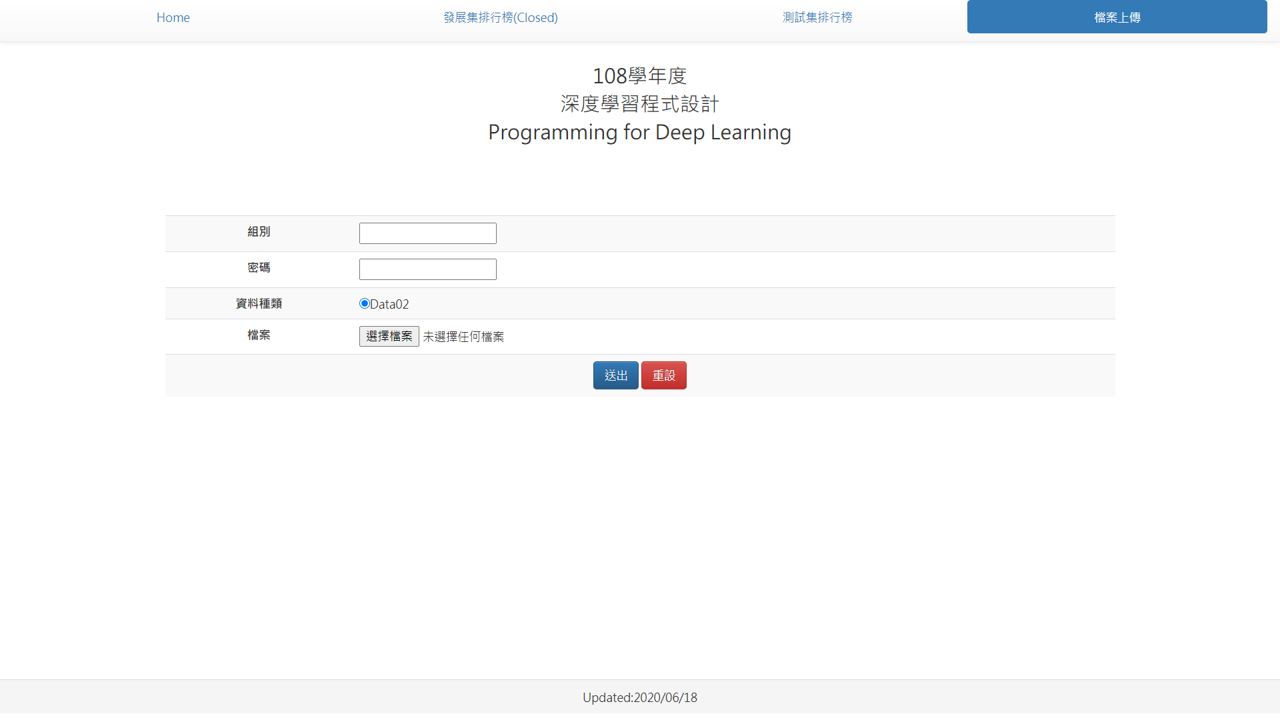 Home 發展集排行榜(Closed) 測試集排行榜 檔案上傳
108學年度
深度學習程式設計
Programming for Deep Learning
組別
密碼
資料種類 Data02
檔案 選擇檔案 未選擇任何檔案
送出 重設
Updated:2020/06/18